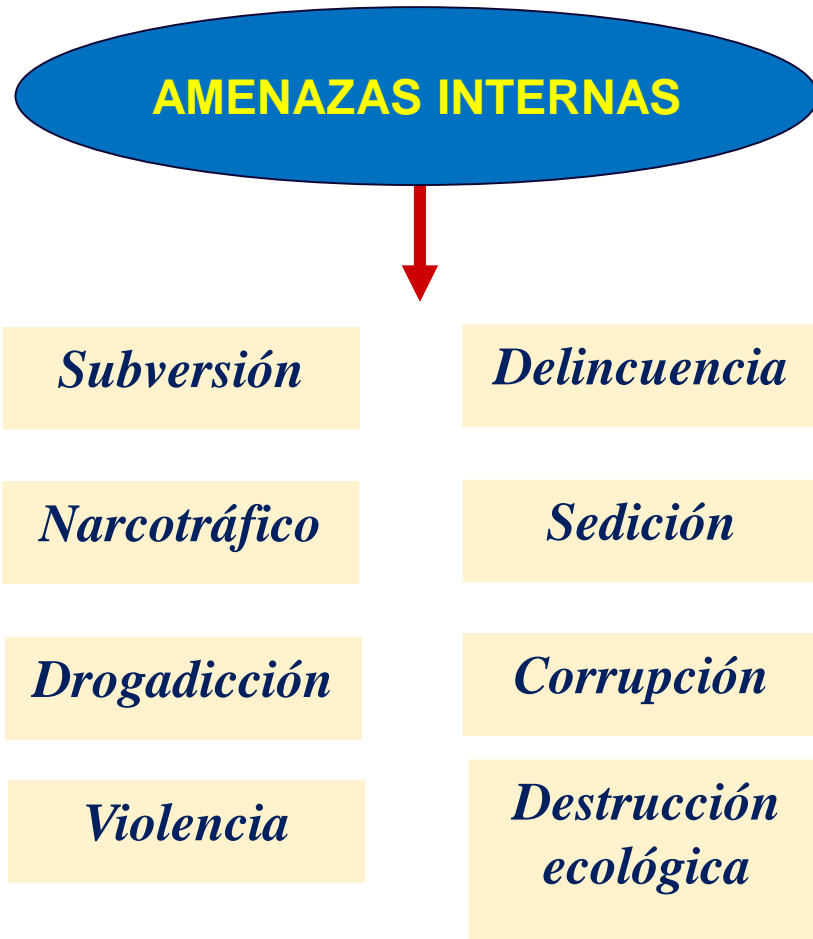 AMENAZAS INTERNAS
Subversión
Delincuencia
Narcotráfico
Sedición
Drogadicción
Corrupción
Violencia
Destrucción
ecológica